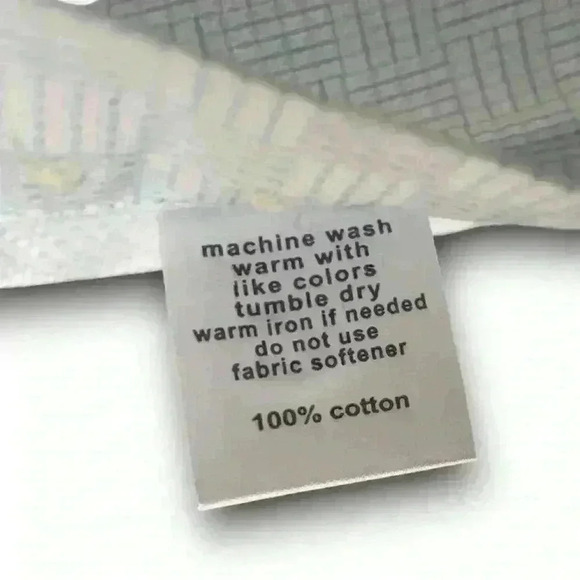 machine wash
warm with
like colors
tumble dry
warm iron if needed
do not use
fabric softener
100% cotton